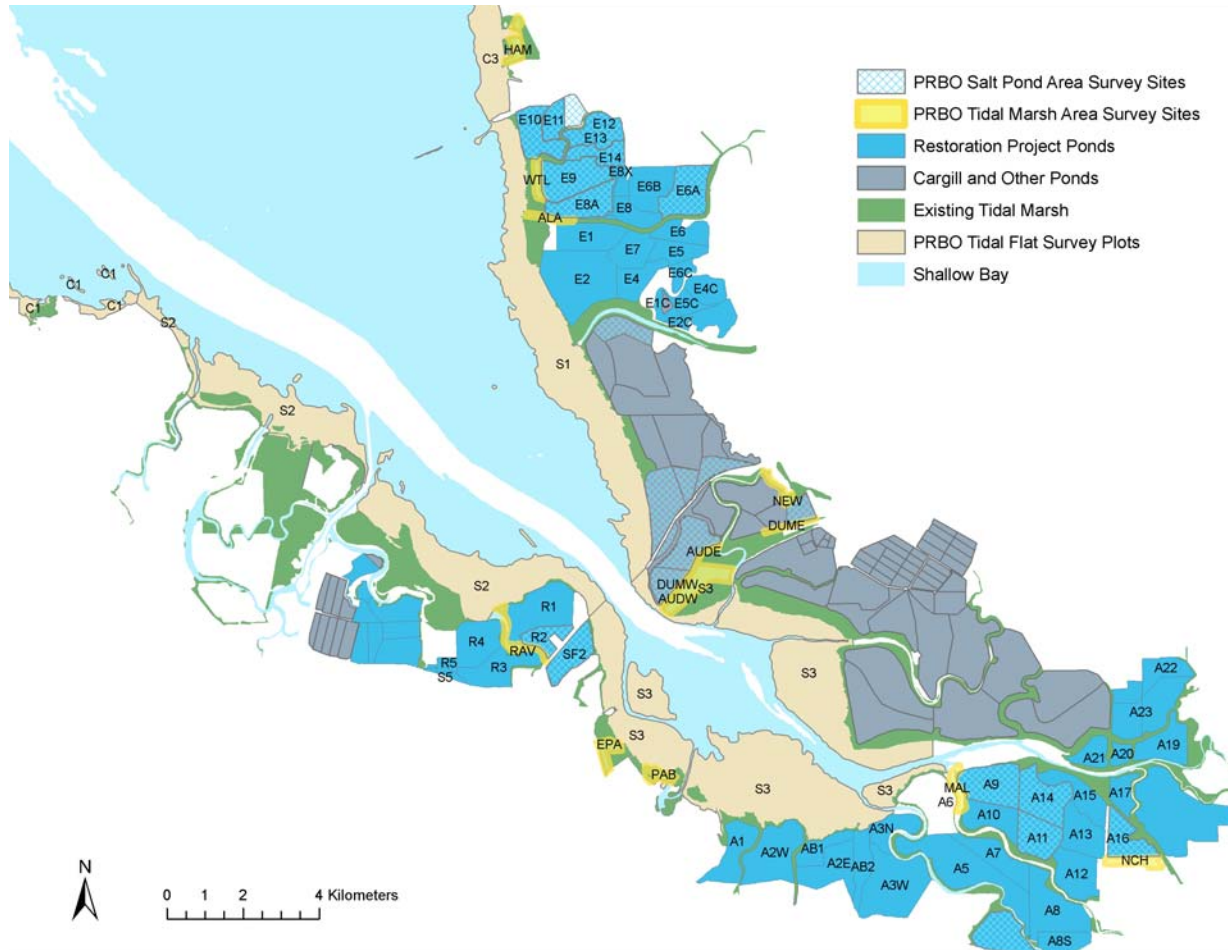 C3
HAM
PRBO Salt Pond Area Survey Sites
PRBO Tidal Marsh Area Survey Sites
Restoration Project Ponds
Cargill and Other Ponds
Existing Tidal Marsh
PRBO Tidal Flat Survey Plots
Shallow Bay
E10
E11
E12
E13
E14
E8X
WTL
E9
E6B
E6A
E8A
E8
ALA
E1
E6
E7
E5
E2
E4
E6C
E4C
E1C
E5C
E2C
C1
C1
C1
C1
S2
S1
S2
NEW
DUME
AUDE
DUMW
S3
AUDW
S2
R1
R2
R4
RAV
SF2
R5
R3
S5
S3
S3
S3
EPA
PAB
S3
S3
A22
A23
A21
A20
A19
MAL
A6
A9
A14
A15
A17
A10
A11
A13
A16
NCH
A12
A1
A2W
AB1
A3N
A2E
AB2
A3W
A5
A7
A8
A8S
N
0 1 2 4 Kilometers